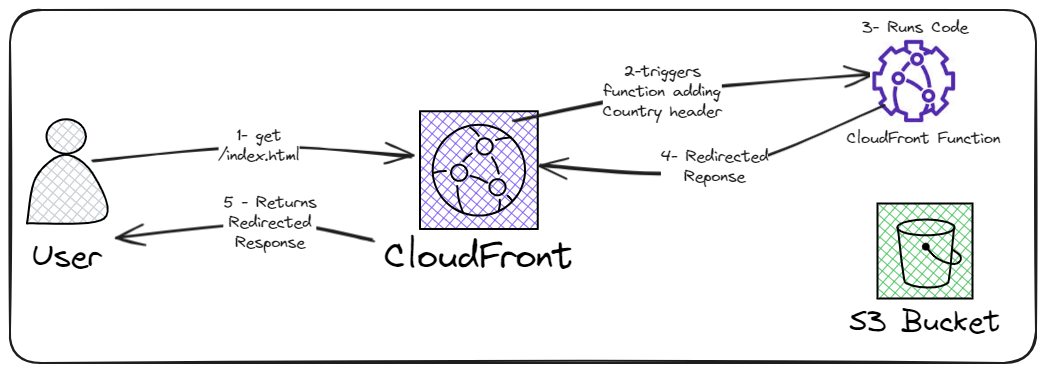 3- Runs Code
2-triggers
function adding
Country header
CloudFront Function
1- get
/index.html
4- Redirected
Reponse
5 - Returns
Redirected
Response
User
CloudFront
S3 Bucket